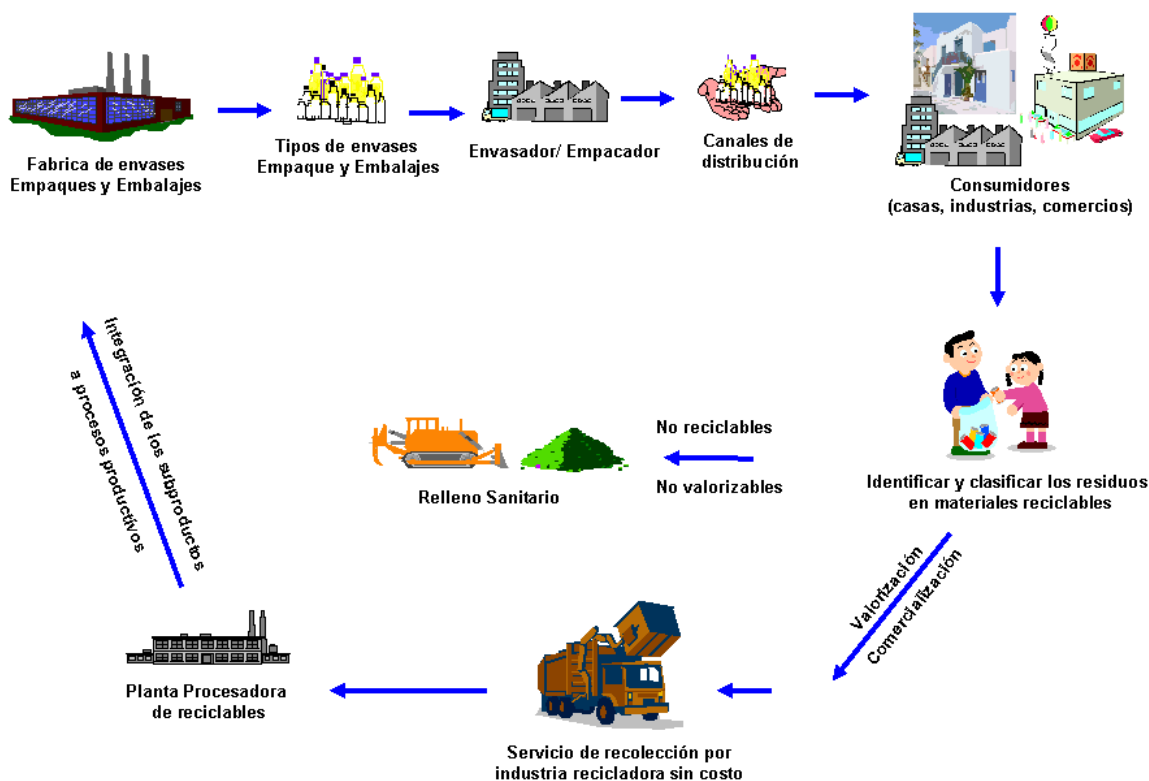 Fabrica de envases
Empaques y Embalajes
Tipos de envases
Empaque y Embalajes
Envasador/ Empacador
Canales de
distribución
Consumidores
(casas, industrias, comercios)
Identificar y clasificar los residuos
en materiales reciclables
No reciclables
No valorizables
Relleno Sanitario
Valorización
Comercialización
Servicio de recolección por
industria recicladora sin costo
Planta Procesadora
de reciclables
Integración de los subproductos
a procesos productivos